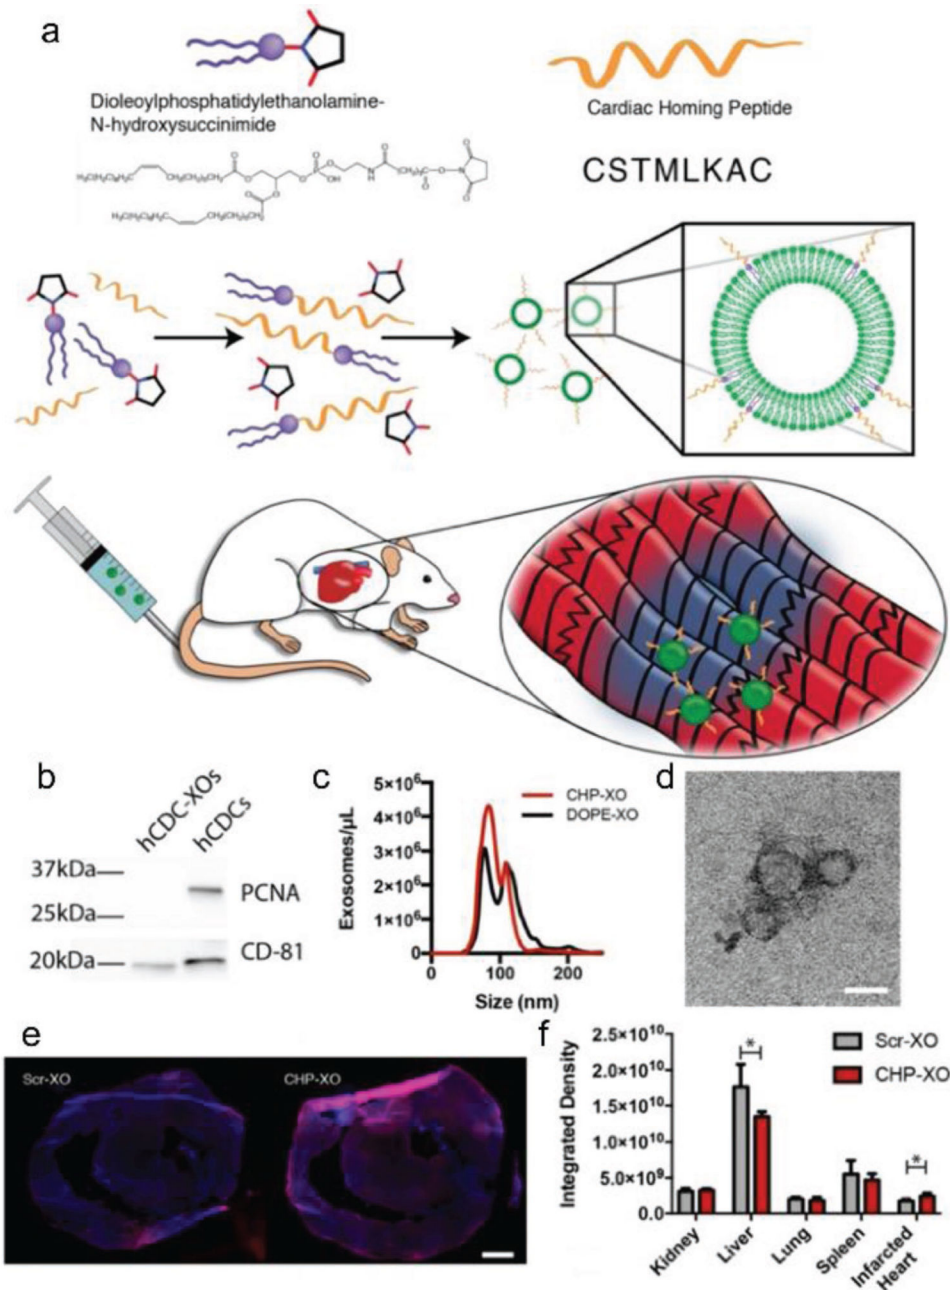 a
Dioleoylphosphatidylethanolamine-
N-hydroxysuccinimide
Cardiac Homing Peptide
CSTMLKAC
b
hCDC-XOs
hCDCs
37kDa
25kDa
20kDa
PCNA
CD-81
c
Exosomes/µL
5×10⁶
4×10⁶
3×10⁶
2×10⁶
1×10⁶
0
0
100
200
Size (nm)
CHP-XO
DOPE-XO
d
e
Scr-XO
CHP-XO
f
Integrated Density
2.5×10¹⁰
2.0×10¹⁰
1.5×10¹⁰
1.0×10¹⁰
5.0×10⁹
0.0
*
*
Scr-XO
CHP-XO
Kidney
Liver
Lung
Spleen
Infarcted
Heart